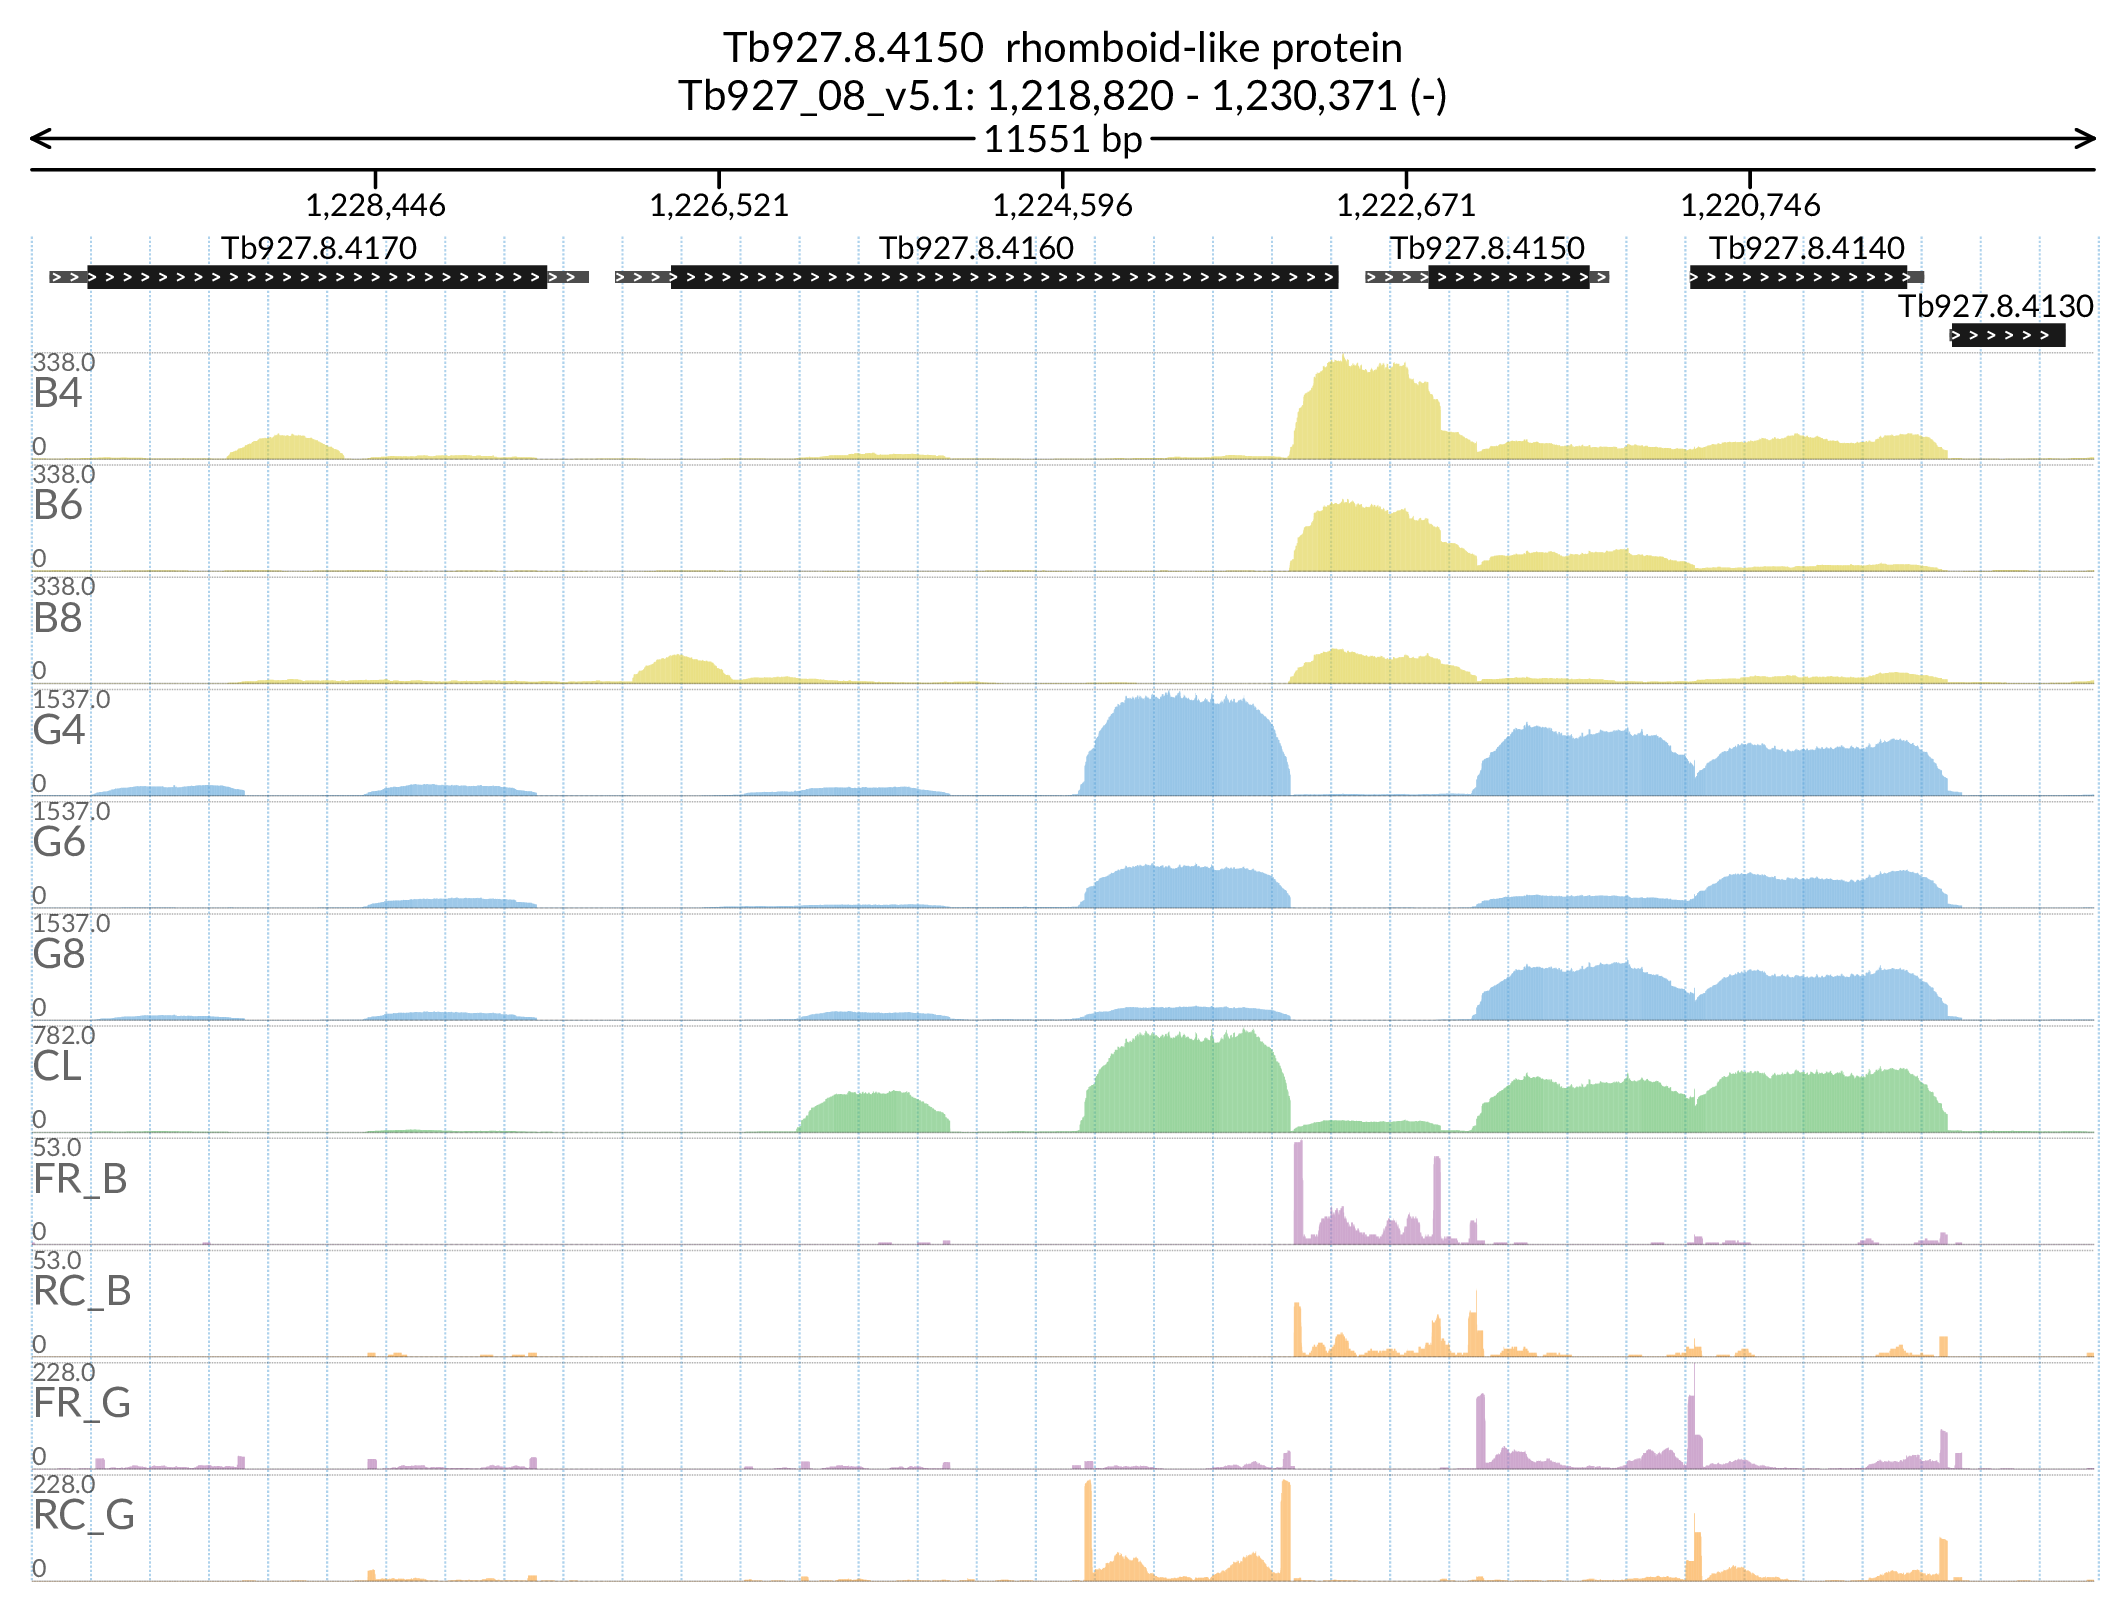 Tb927.8.4150  rhomboid-like protein
Tb927_08_v5.1: 1,218,820 - 1,230,371 (-)
11551 bp
1,228,446 1,226,521 1,224,596 1,222,671 1,220,746
Tb927.8.4170 Tb927.8.4160 Tb927.8.4150 Tb927.8.4140
Tb927.8.4130
338.0
B4
0
338.0
B6
0
338.0
B8
0
1537.0
G4
0
1537.0
G6
0
1537.0
G8
0
782.0
CL
0
53.0
FR_B
0
53.0
RC_B
0
228.0
FR_G
0
228.0
RC_G
0